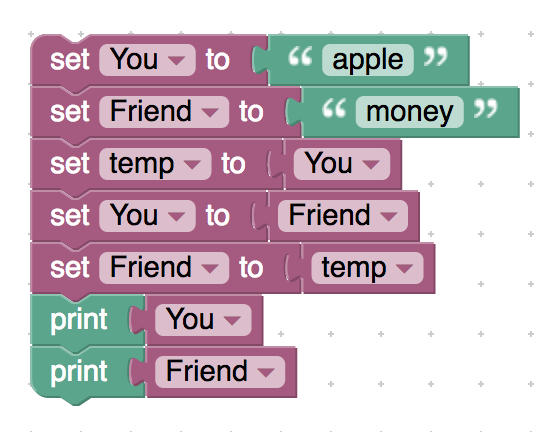 set You to “ apple ”
set Friend to “ money ”
set temp to You
set You to Friend
set Friend to temp
print You
print Friend